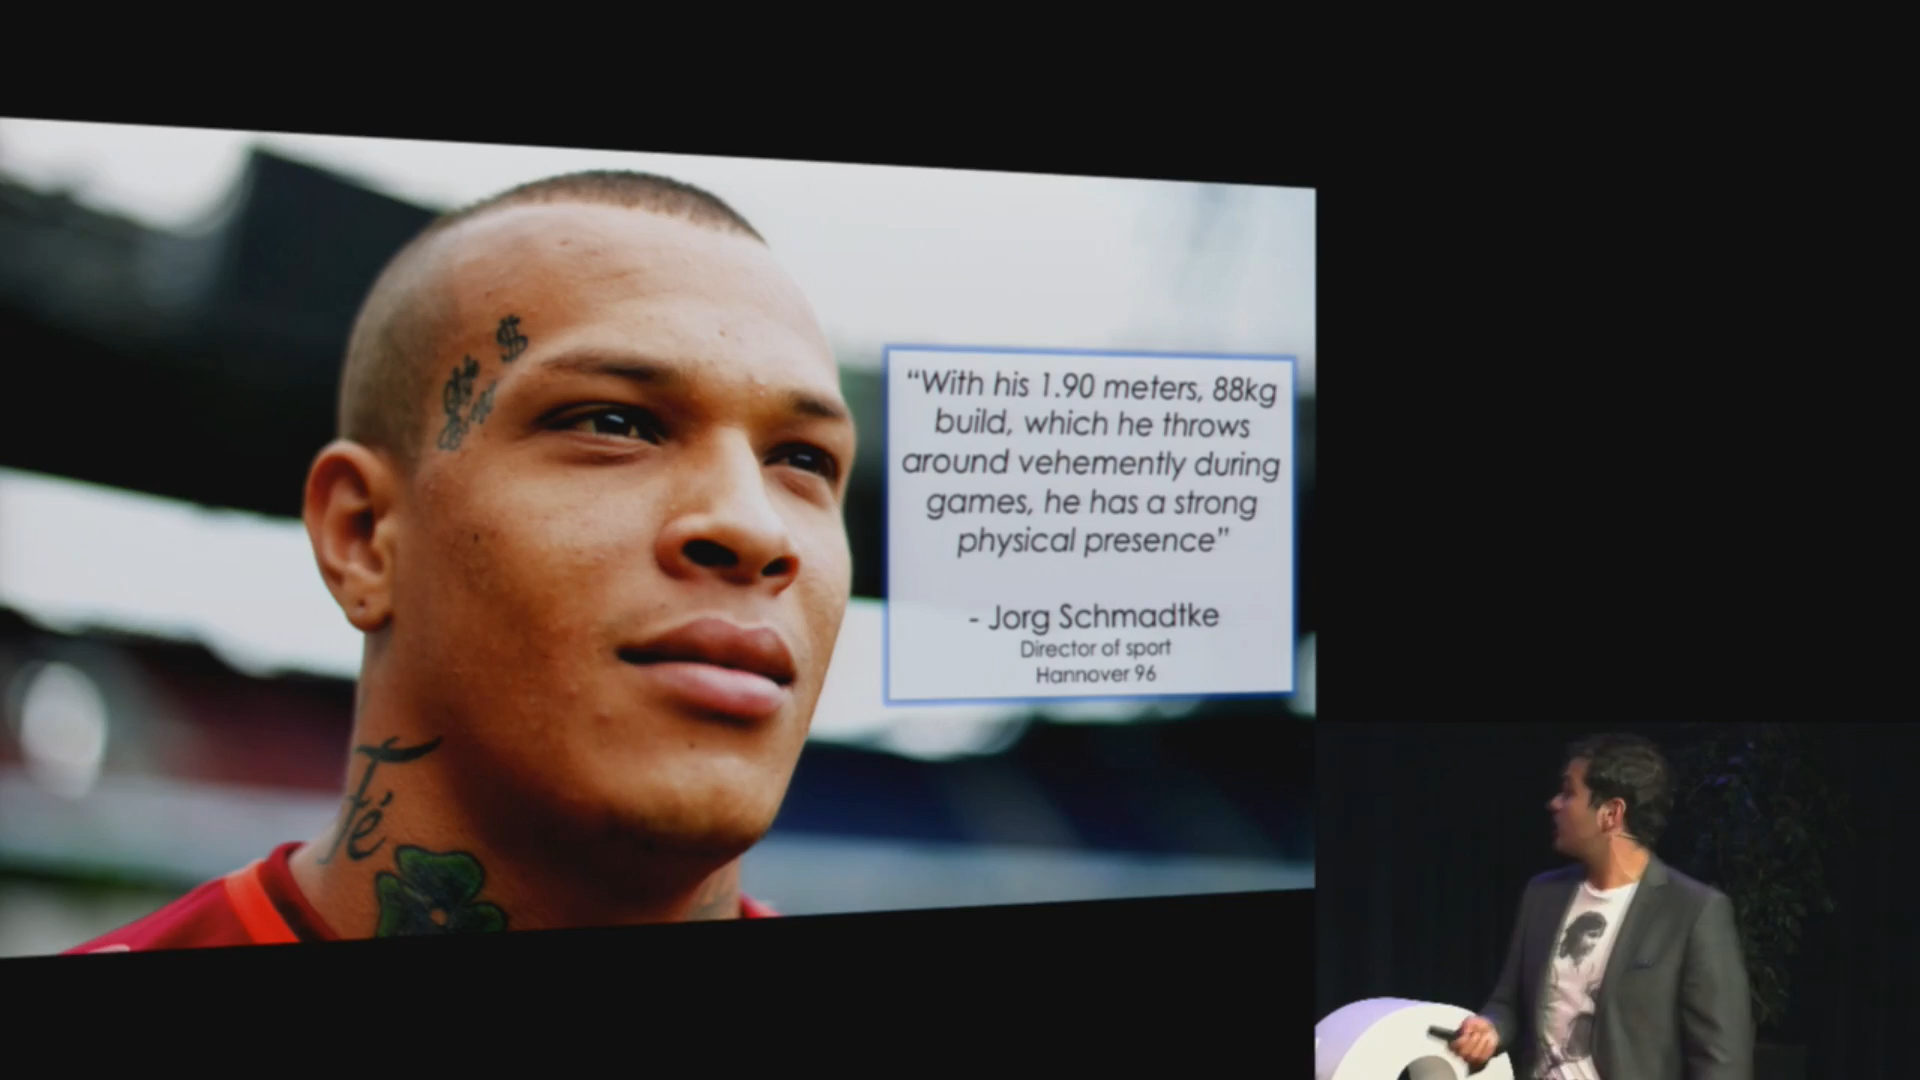 “With his 1.90 meters, 88kg
build, which he throws
around vehemently during
games, he has a strong
physical presence”
- Jorg Schmadtke
Director of sport
Hannover 96
$
Fé